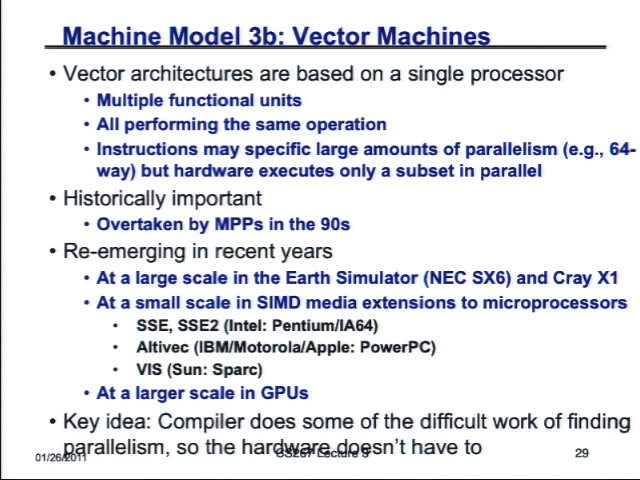 Machine Model 3b: Vector Machines
• Vector architectures are based on a single processor
• Multiple functional units
• All performing the same operation
• Instructions may specific large amounts of parallelism (e.g., 64-
way) but hardware executes only a subset in parallel
• Historically important
• Overtaken by MPPs in the 90s
• Re-emerging in recent years
• At a large scale in the Earth Simulator (NEC SX6) and Cray X1
• At a small scale in SIMD media extensions to microprocessors
• SSE, SSE2 (Intel: Pentium/IA64)
• Altivec (IBM/Motorola/Apple: PowerPC)
• VIS (Sun: Sparc)
• At a larger scale in GPUs
• Key idea: Compiler does some of the difficult work of finding
parallelism, so the hardware doesn't have to
01/26/2011
CS267 Lecture 3
29